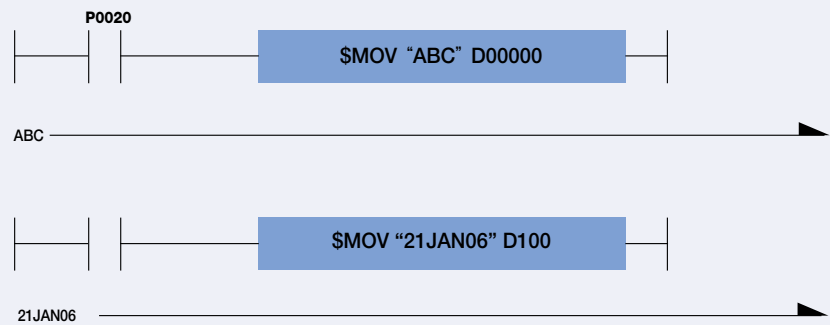 P0020
$MOV “ABC” D00000
ABC
$MOV “21JAN06” D100
21JAN06